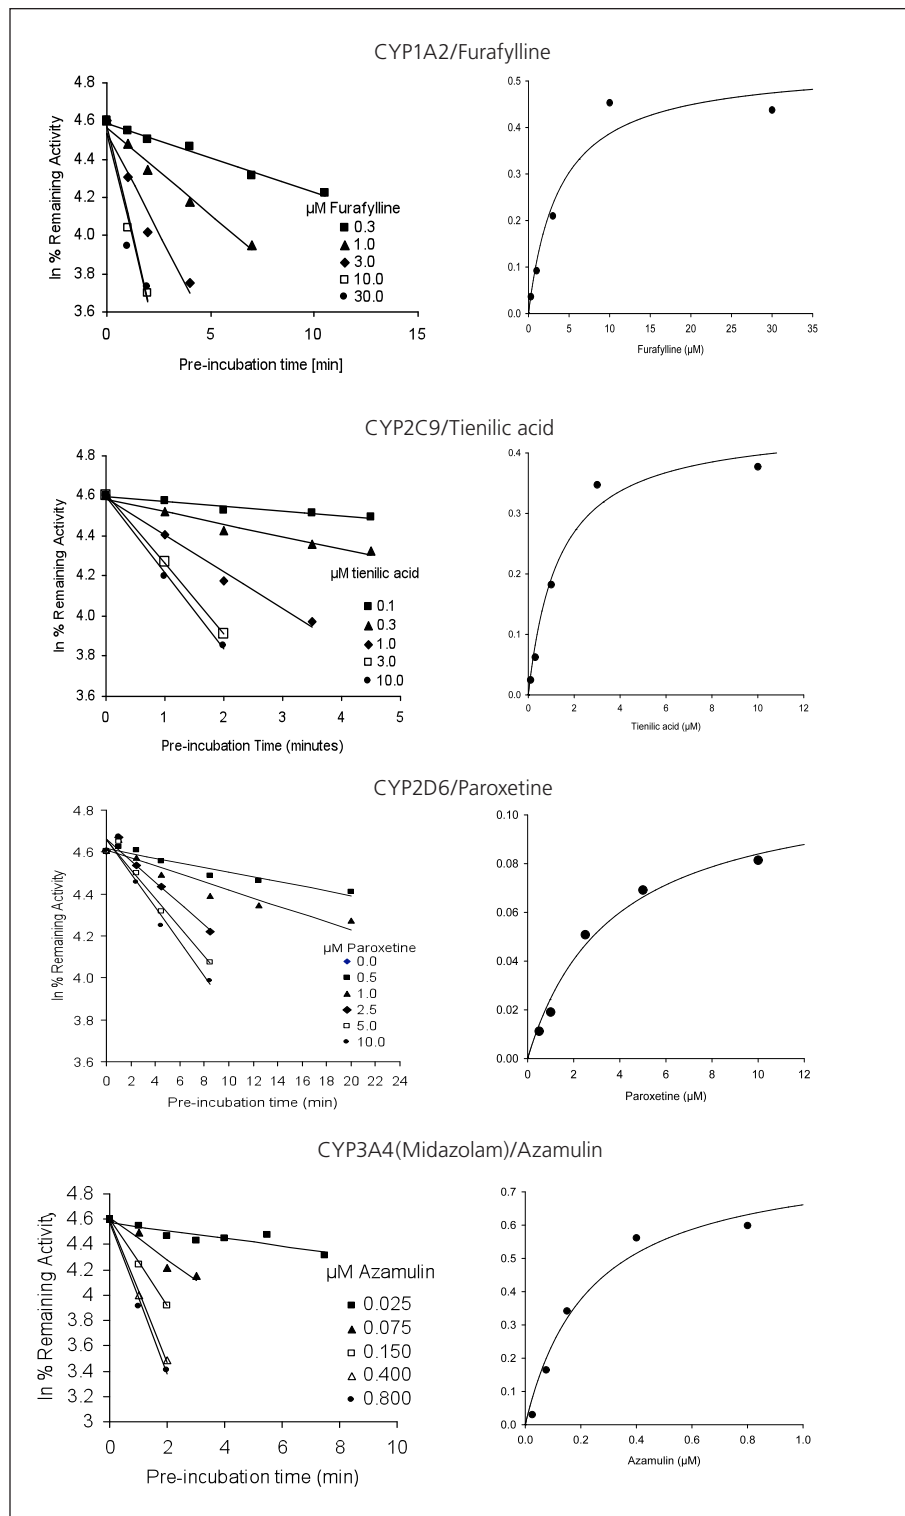 CYP1A2/Furafylline
ln % Remaining Activity
4.8
4.6
4.4
4.2
4.0
3.8
3.6
0 5 10 15
Pre-incubation time [min]
µM Furafylline
0.3
1.0
3.0
10.0
30.0
0.5
0.4
0.3
0.2
0.1
0.0
0 5 10 15 20 25 30 35
Furafylline (µM)
CYP2C9/Tienilic acid
ln % Remaining Activity
4.8
4.6
4.4
4.2
4.0
3.8
3.6
0 1 2 3 4 5
Pre-incubation Time (minutes)
µM tienilic acid
0.1
0.3
1.0
3.0
10.0
0.4
0.3
0.2
0.1
0.0
0 2 4 6 8 10 12
Tienilic acid (µM)
CYP2D6/Paroxetine
ln % Remaining Activity
4.8
4.6
4.4
4.2
4.0
3.8
3.6
0 2 4 6 8 10 12 14 16 18 20 22 24
Pre-incubation time (min)
µM Paroxetine
0.0
0.5
1.0
2.5
5.0
10.0
0.10
0.08
0.06
0.04
0.02
0.00
0 2 4 6 8 10 12
Paroxetine (µM)
CYP3A4(Midazolam)/Azamulin
ln % Remaining Activity
4.8
4.6
4.4
4.2
4
3.8
3.6
3.4
3.2
3
0 2 4 6 8 10
Pre-incubation time (min)
µM Azamulin
0.025
0.075
0.150
0.400
0.800
0.7
0.6
0.5
0.4
0.3
0.2
0.1
0.0
0.0 0.2 0.4 0.6 0.8 1.0
Azamulin (µM)